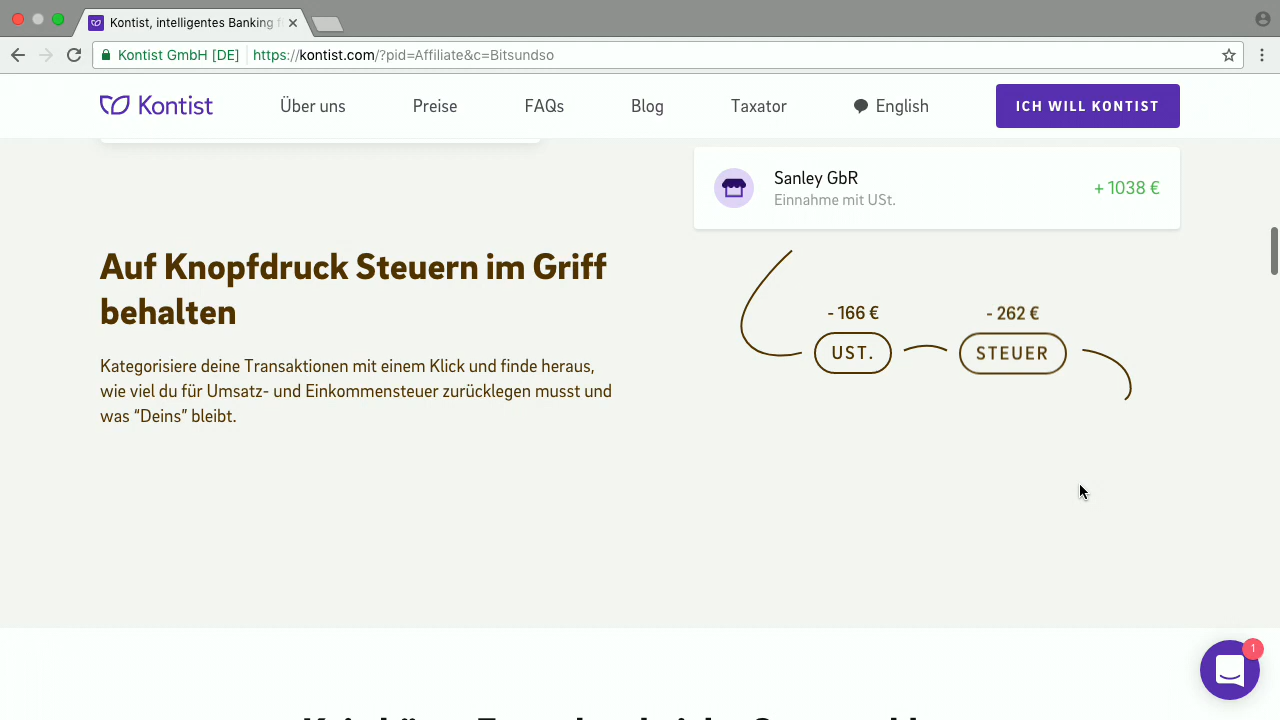 Kontist, intelligentes Banking f
Kontist GmbH [DE] https://kontist.com/?pid=Affiliate&c=Bitsundso
Kontist Über uns Preise FAQs Blog Taxator English ICH WILL KONTIST
Sanley GbR
Einnahme mit USt.
+ 1038 €
Auf Knopfdruck Steuern im Griff
behalten
Kategorisiere deine Transaktionen mit einem Klick und finde heraus,
wie viel du für Umsatz- und Einkommensteuer zurücklegen musst und
was “Deins” bleibt.
- 166 € - 262 €
UST. STEUER
1